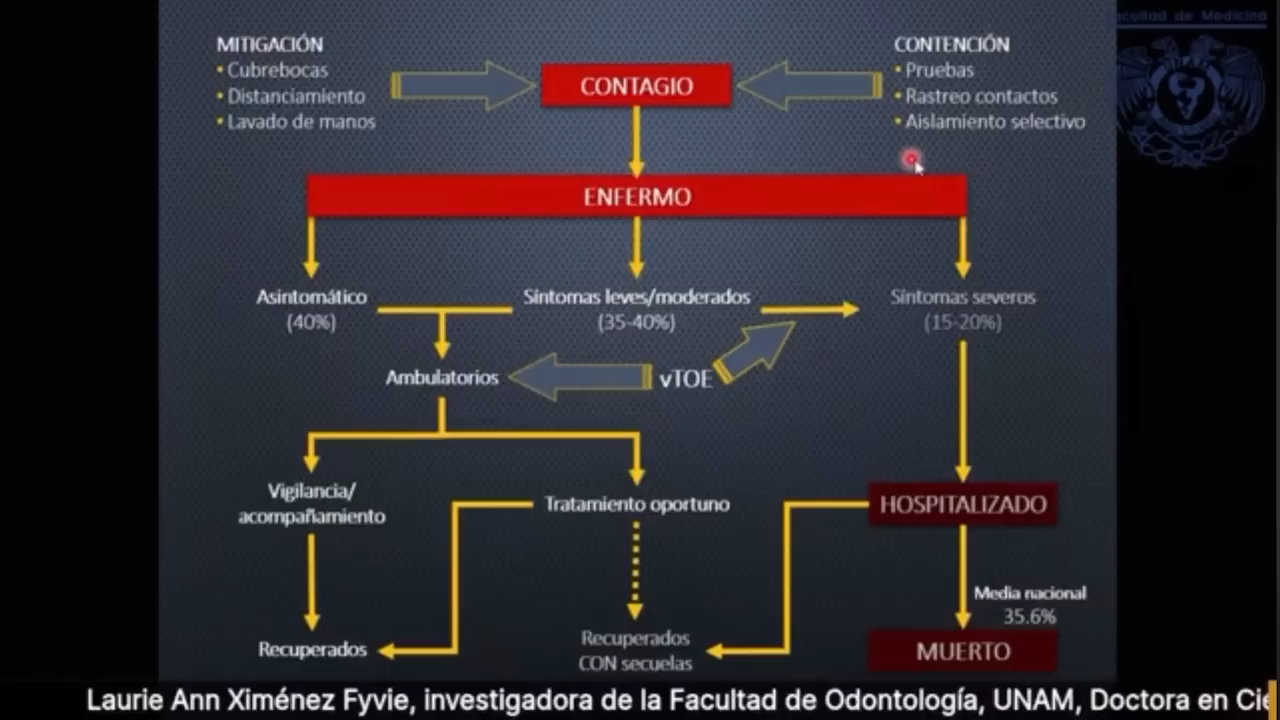 Facultad de Medicina
MITIGACIÓN
• Cubrebocas
• Distanciamiento
• Lavado de manos
CONTAGIO
CONTENCIÓN
• Pruebas
• Rastreo contactos
• Aislamiento selectivo
ENFERMO
Asintomático
(40%)
Síntomas leves/moderados
(35-40%)
Síntomas severos
(15-20%)
Ambulatorios
vTOE
Vigilancia/
acompañamiento
Tratamiento oportuno
HOSPITALIZADO
Media nacional
35.6%
Recuperados
Recuperados
CON secuelas
MUERTO
Laurie Ann Ximénez Fyvie, investigadora de la Facultad de Odontología, UNAM, Doctora en Cie